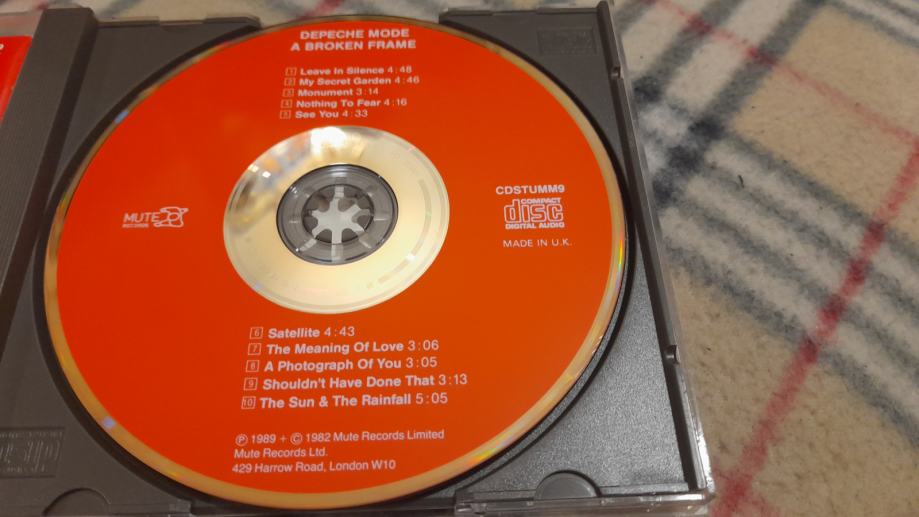 DEPECHE MODE
A BROKEN FRAME
1 Leave In Silence 4:48
2 My Secret Garden 4:46
3 Monument 3:14
4 Nothing To Fear 4:16
5 See You 4:33
MUTE
RECORDS
CDSTUMM9
COMPACT
disc
DIGITAL AUDIO
MADE IN U.K.
6 Satellite 4:43
7 The Meaning Of Love 3:06
8 A Photograph Of You 3:05
9 Shouldn't Have Done That 3:13
10 The Sun & The Rainfall 5:05
Ⓟ 1989 + © 1982 Mute Records Limited
Mute Records Ltd.
429 Harrow Road, London W10